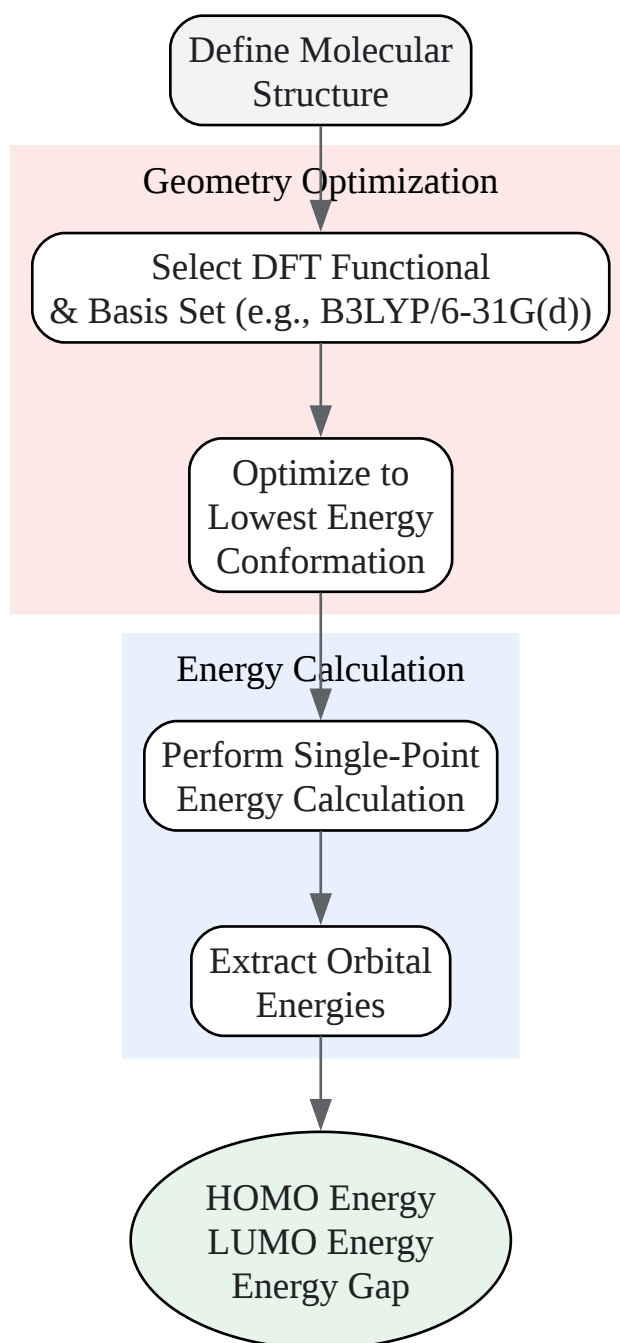 Define Molecular
Structure
Geometry Optimization
Select DFT Functional
& Basis Set (e.g., B3LYP/6-31G(d))
Optimize to
Lowest Energy
Conformation
Energy Calculation
Perform Single-Point
Energy Calculation
Extract Orbital
Energies
HOMO Energy
LUMO Energy
Energy Gap